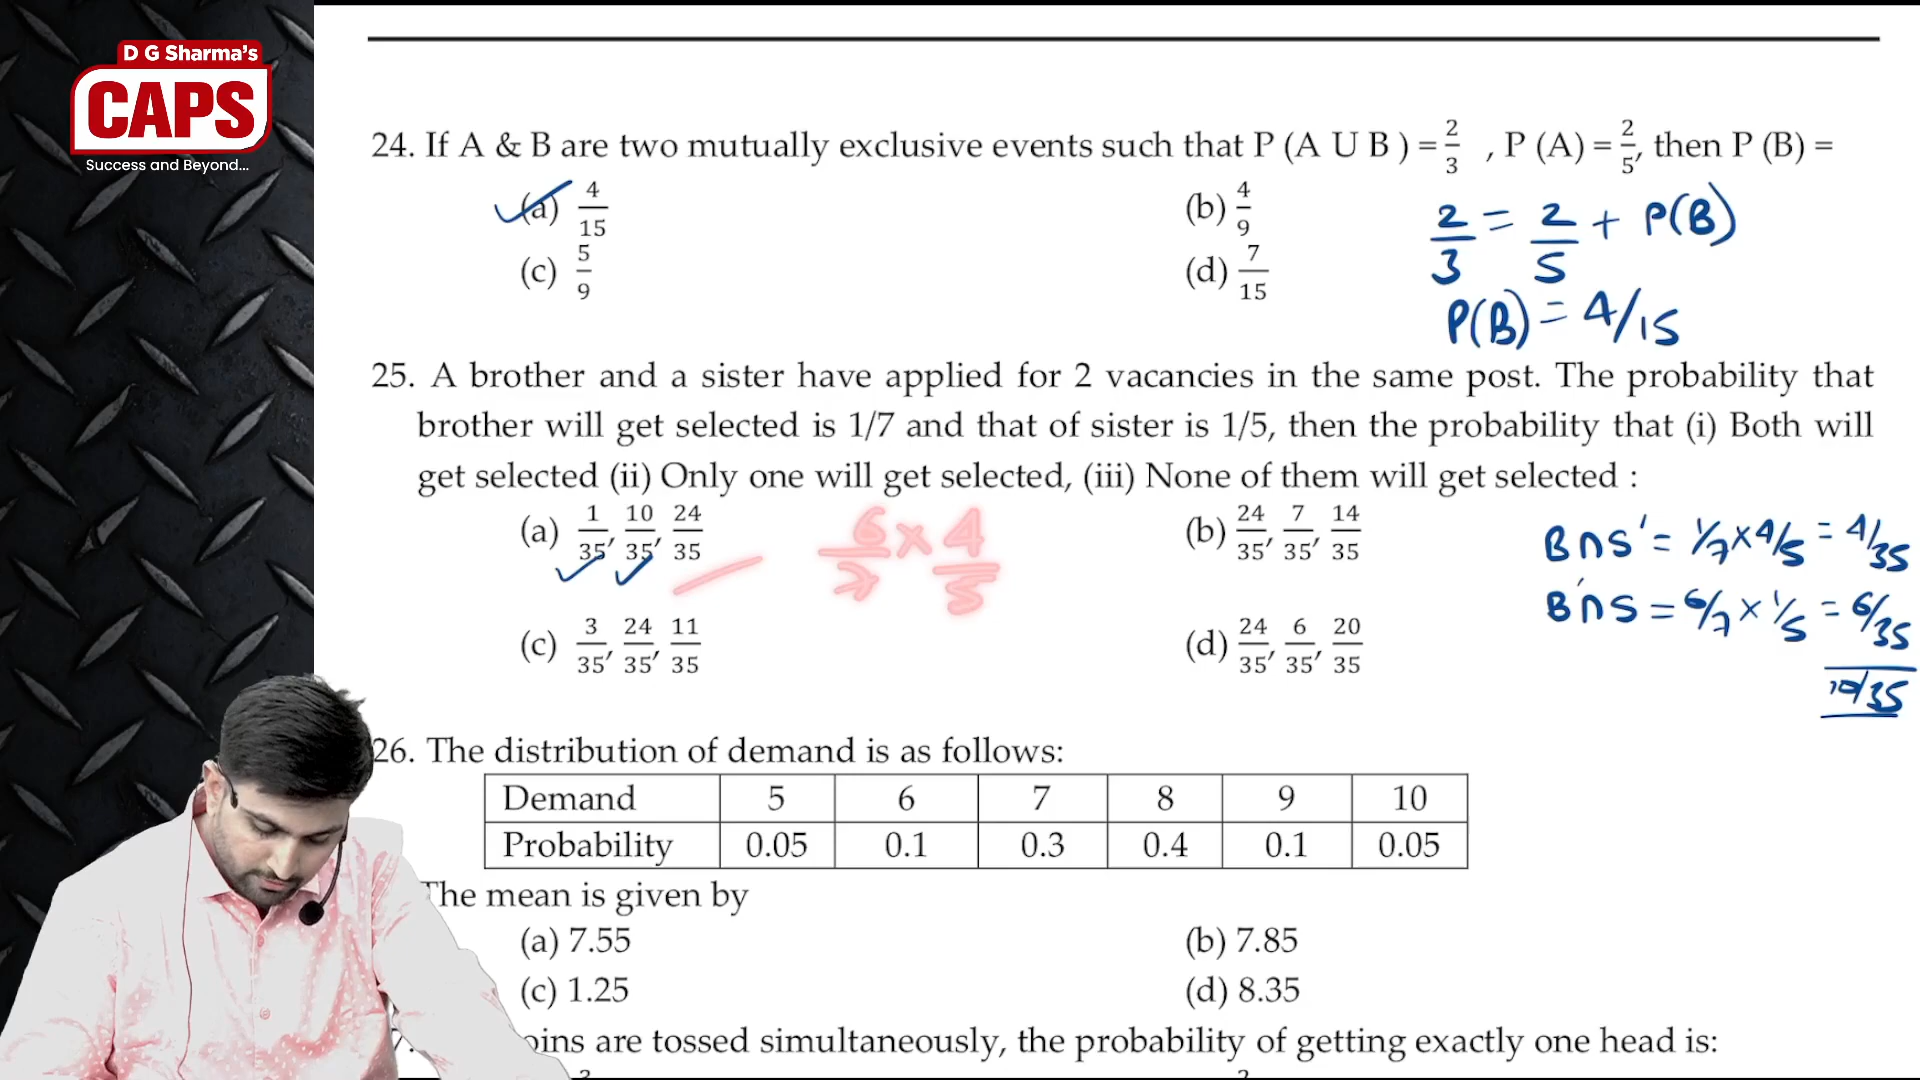 D G Sharma's
CAPS
Success and Beyond...
24. If A & B are two mutually exclusive events such that P (A U B ) = 2/3 , P (A) = 2/5, then P (B) =
(a) 4/15
(b) 4/9
(c) 5/9
(d) 7/15
2/3 = 2/5 + P(B)
P(B) = 4/15
25. A brother and a sister have applied for 2 vacancies in the same post. The probability that
brother will get selected is 1/7 and that of sister is 1/5, then the probability that (i) Both will
get selected (ii) Only one will get selected, (iii) None of them will get selected :
(a) 1/35, 10/35, 24/35
6/7 × 4/5
(b) 24/35, 7/35, 14/35
(c) 3/35, 24/35, 11/35
(d) 24/35, 6/35, 20/35
B∩S' = 1/7 × 4/5 = 4/35
B'∩S = 6/7 × 1/5 = 6/35
10/35
26. The distribution of demand is as follows:
Demand 5 6 7 8 9 10
Probability 0.05 0.1 0.3 0.4 0.1 0.05
The mean is given by
(a) 7.55
(b) 7.85
(c) 1.25
(d) 8.35
are tossed simultaneously, the probability of getting exactly one head is: